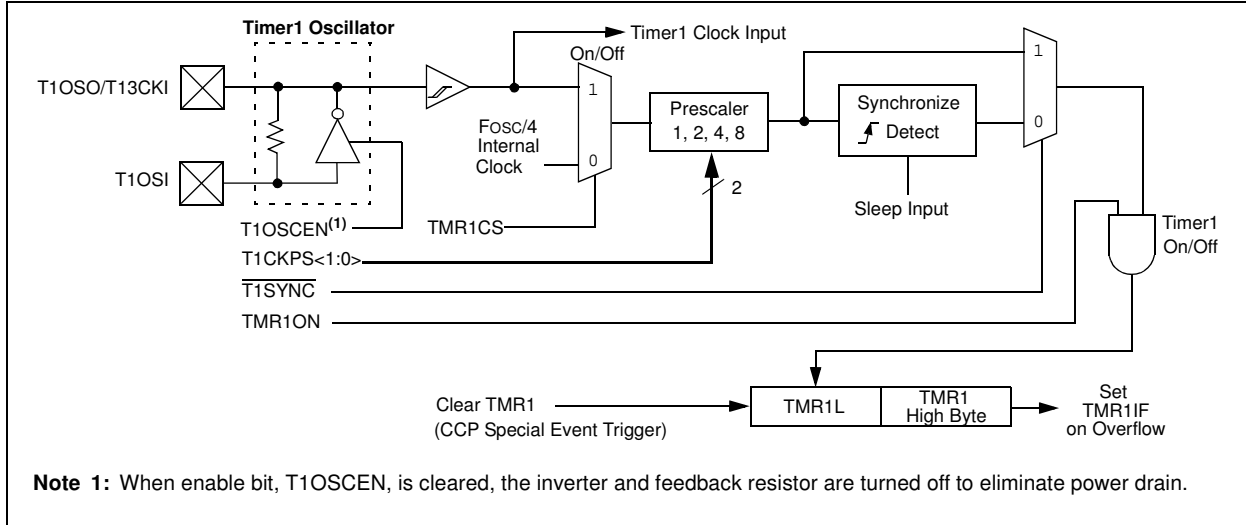 Timer1 Oscillator
Timer1 Clock Input
On/Off
T1OSO/T13CKI
1
1
Prescaler
1, 2, 4, 8
Synchronize
Detect
FOSC/4
Internal
Clock
0
0
T1OSI
2
Sleep Input
T1OSCEN(1)
TMR1CS
Timer1
On/Off
T1CKPS<1:0>
T1SYNC
TMR1ON
Clear TMR1
(CCP Special Event Trigger)
TMR1L
TMR1
High Byte
Set
TMR1IF
on Overflow
Note 1: When enable bit, T1OSCEN, is cleared, the inverter and feedback resistor are turned off to eliminate power drain.